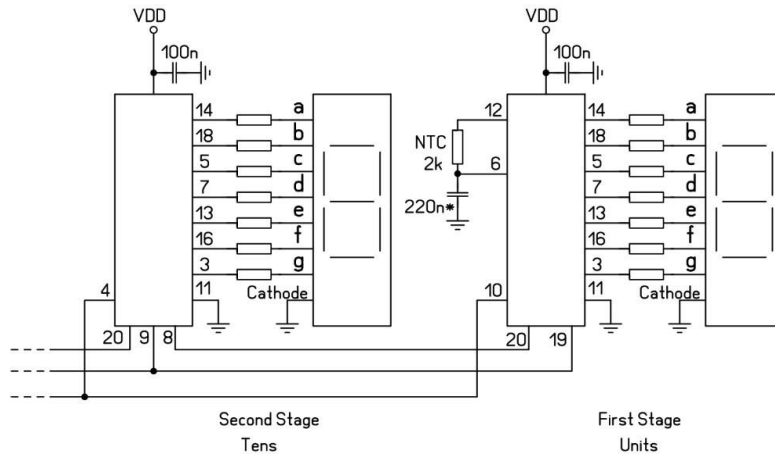 VDD
100n
14
a
18
b
5
c
7
d
13
e
16
f
3
g
4
11
Cathode
20
9
8
VDD
100n
12
NTC
2k
6
220n*
10
14
a
18
b
5
c
7
d
13
e
16
f
3
g
11
Cathode
20
19
Second Stage
Tens
First Stage
Units